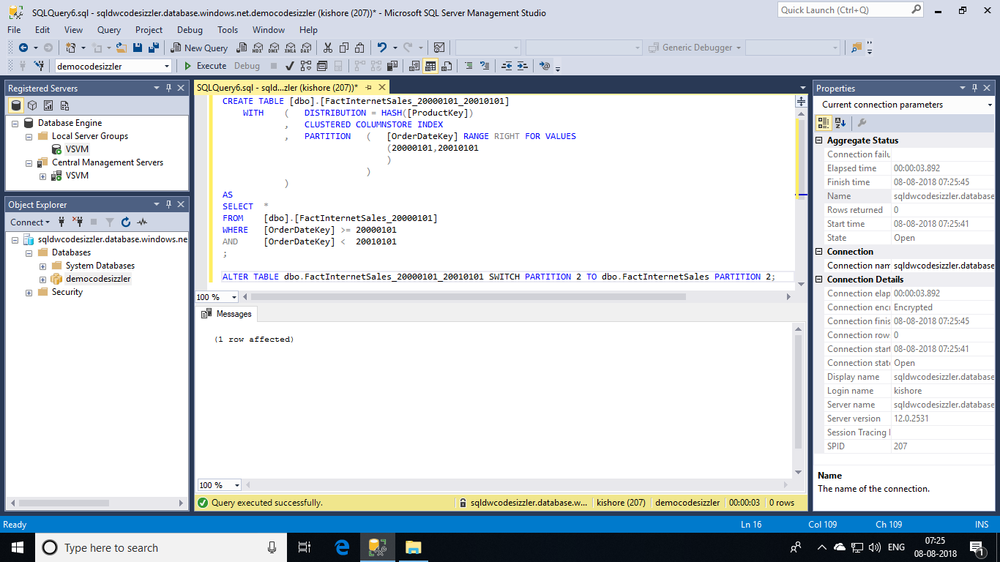 SQLQuery6.sql - sqldwcodesizzler.database.windows.net.democodesizzler (kishore (207))* - Microsoft SQL Server Management Studio
Quick Launch (Ctrl+Q)
File Edit View Query Project Debug Tools Window Help
New Query MDX DMX XMLA DAX Generic Debugger
democodesizzler Execute Debug
Registered Servers
Database Engine
Local Server Groups
VSVM
Central Management Servers
VSVM
Object Explorer
Connect
sqldwcodesizzler.database.windows.ne
Databases
System Databases
democodesizzler
Security
SQLQuery6.sql - sqld...zler (kishore (207))*
CREATE TABLE [dbo].[FactInternetSales_20000101_20010101]
WITH ( DISTRIBUTION = HASH([ProductKey])
, CLUSTERED COLUMNSTORE INDEX
, PARTITION ( [OrderDateKey] RANGE RIGHT FOR VALUES
(20000101,20010101
)
)
)
AS
SELECT *
FROM [dbo].[FactInternetSales_20000101]
WHERE [OrderDateKey] >= 20000101
AND [OrderDateKey] < 20010101
;
ALTER TABLE dbo.FactInternetSales_20000101_20010101 SWITCH PARTITION 2 TO dbo.FactInternetSales PARTITION 2;
100 %
Messages
(1 row affected)
100 %
Query executed successfully. sqldwcodesizzler.database.w... kishore (207) democodesizzler 00:00:03 0 rows
Properties
Current connection parameters
Aggregate Status
Connection failu
Elapsed time 00:00:03.892
Finish time 08-08-2018 07:25:45
Name sqldwcodesizzler.database
Rows returned 0
Start time 08-08-2018 07:25:41
State Open
Connection
Connection nam sqldwcodesizzler.database
Connection Details
Connection elap 00:00:03.892
Connection encr Encrypted
Connection finis 08-08-2018 07:25:45
Connection row 0
Connection start 08-08-2018 07:25:41
Connection state Open
Display name sqldwcodesizzler.database
Login name kishore
Server name sqldwcodesizzler.database
Server version 12.0.2531
Session Tracing I
SPID 207
Name
The name of the connection.
Ready Ln 16 Col 109 Ch 109 INS
Type here to search
ENG
07:25
08-08-2018
1